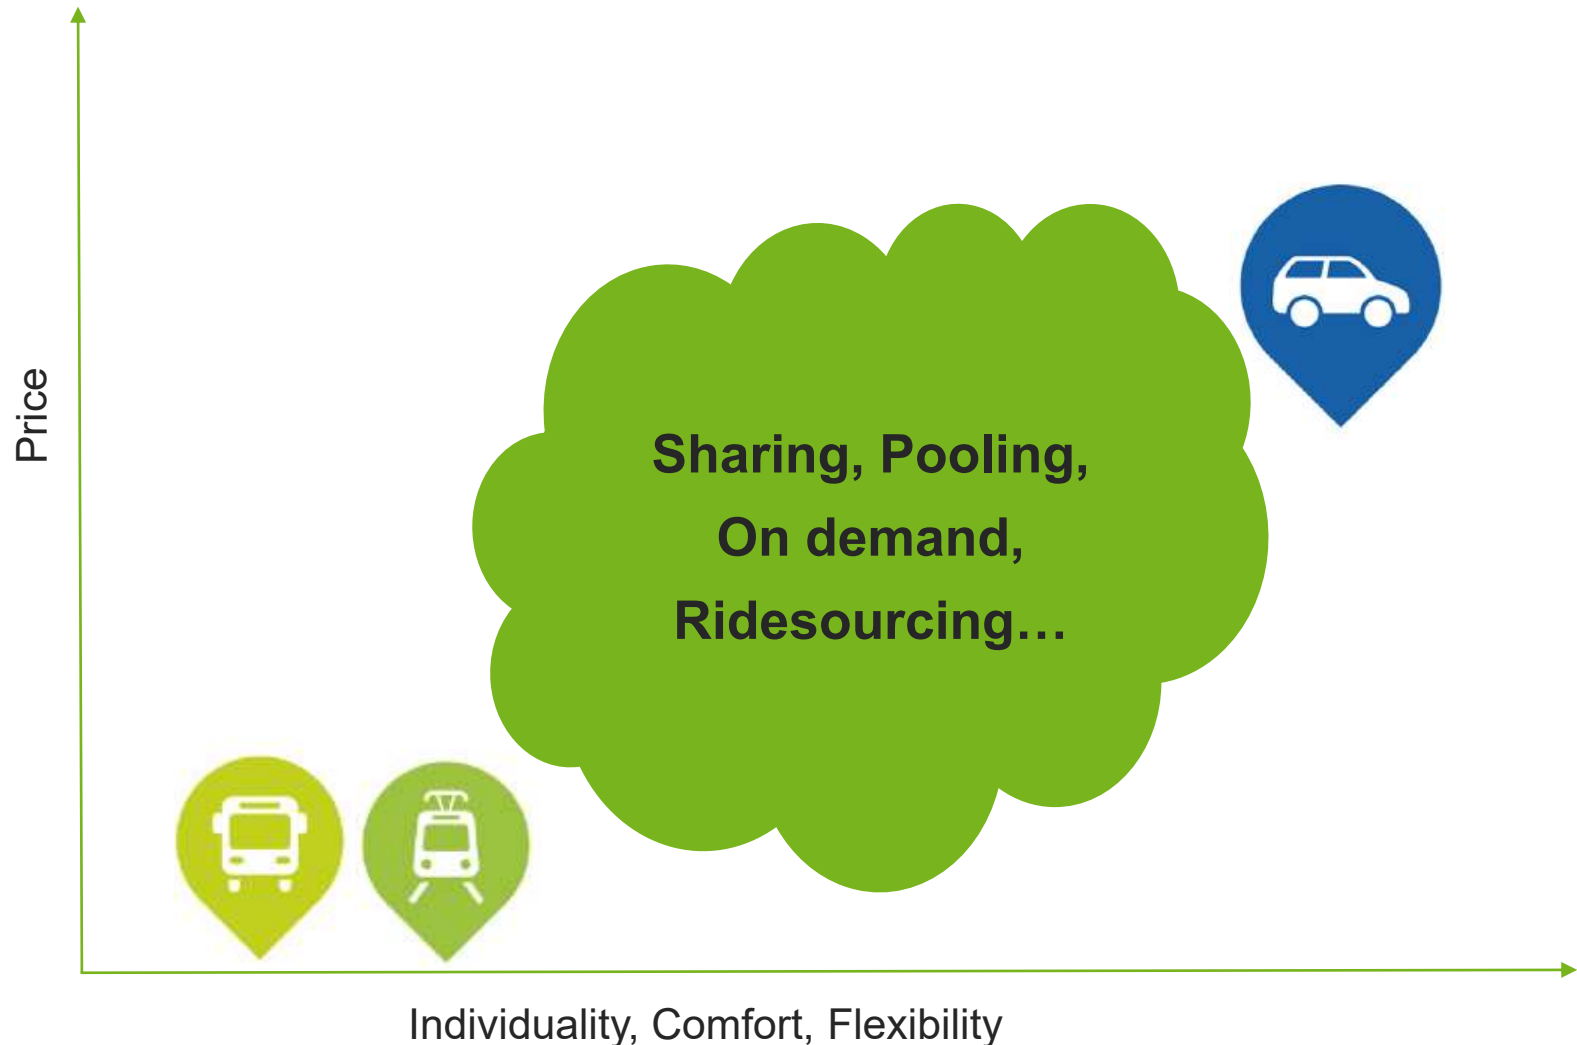 Price
Sharing, Pooling,
On demand,
Ridesourcing…
Individuality, Comfort, Flexibility